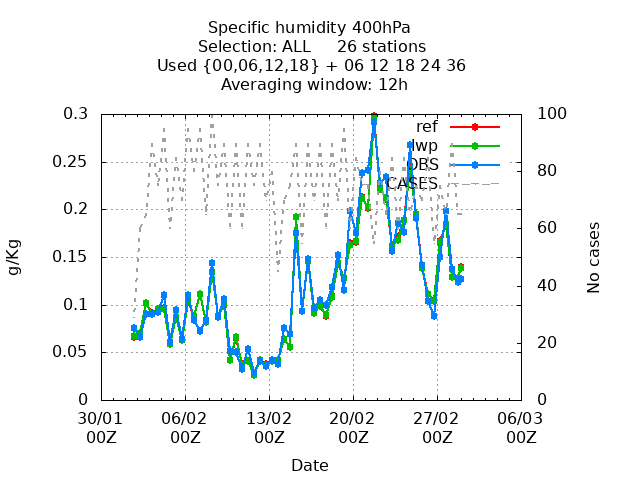 Specific humidity 400hPa
Selection: ALL 26 stations
Used {00,06,12,18} + 06 12 18 24 36
Averaging window: 12h
0.3
0.25
0.2
0.15
0.1
0.05
0
100
80
60
40
20
0
ref
lwp
OBS
CASES
g/Kg
No cases
30/01 06/02 13/02 20/02 27/02 06/03
00Z 00Z 00Z 00Z 00Z 00Z
Date